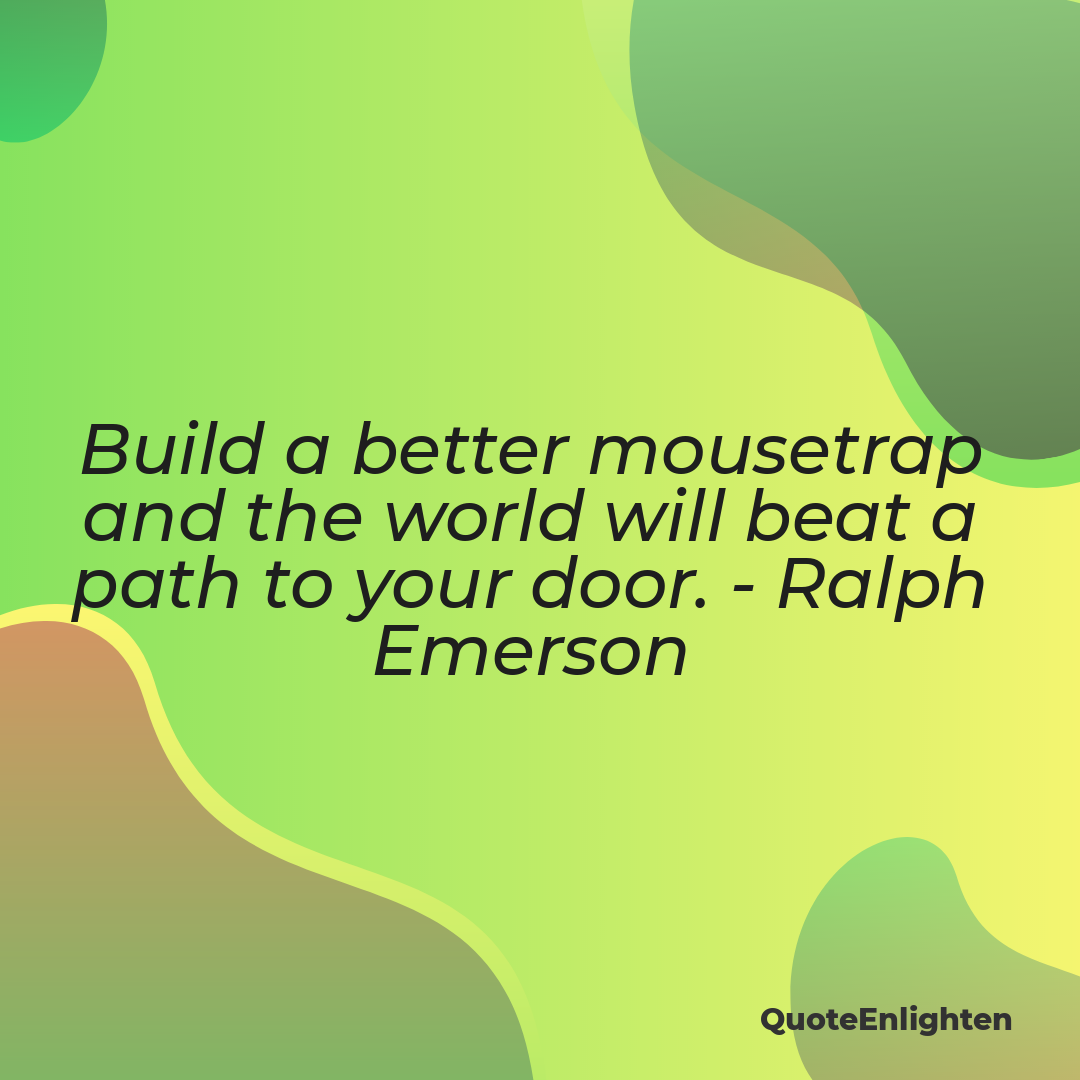 Build a better mousetrap
and the world will beat a
path to your door. - Ralph
Emerson
QuoteEnlighten